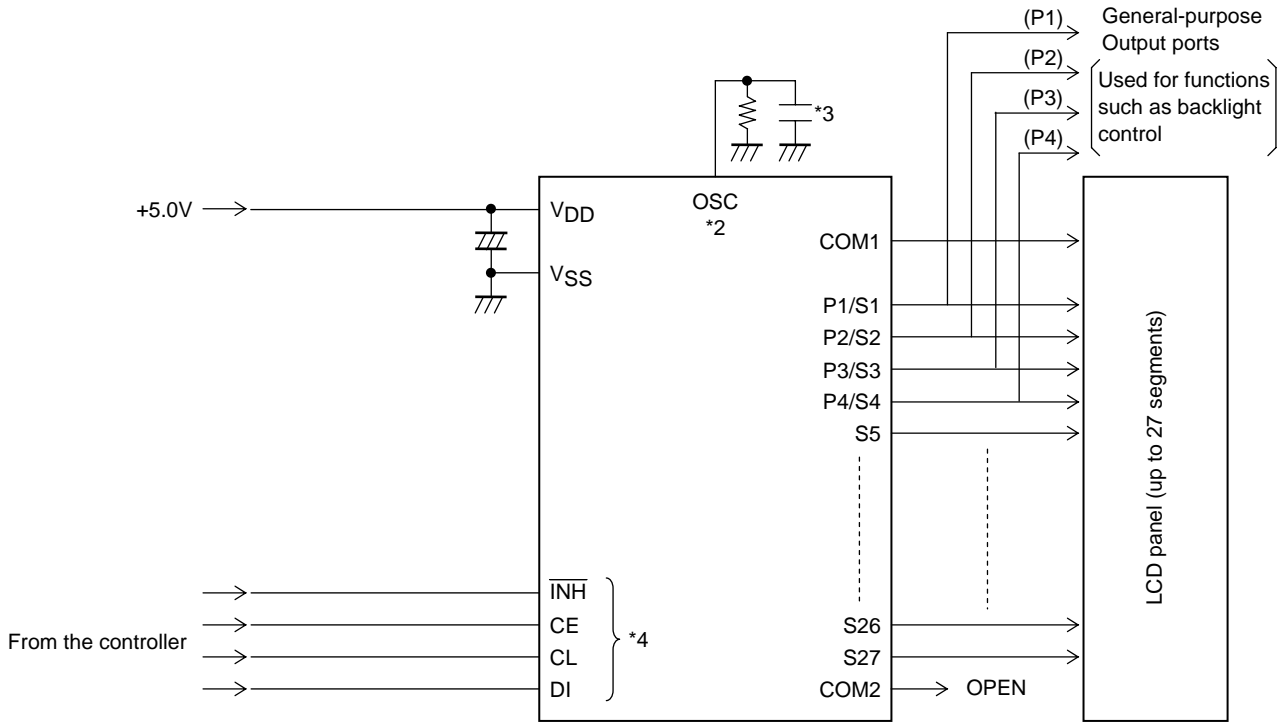 (P1)
General-purpose
Output ports
(P2)
(P3)
(P4)
Used for functions
such as backlight
control
*3
+5.0V
VDD
VSS
OSC
*2
COM1
P1/S1
P2/S2
P3/S3
P4/S4
S5
S26
S27
COM2
OPEN
LCD panel (up to 27 segments)
From the controller
INH
CE
CL
DI
*4